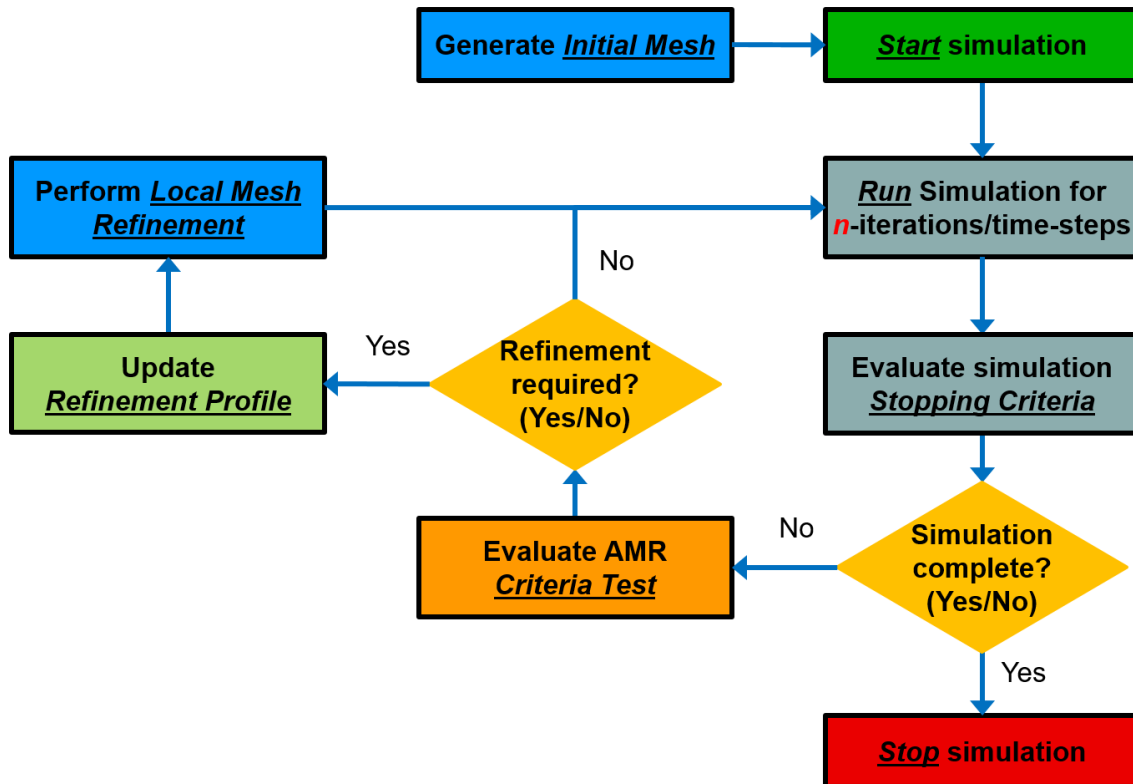 Generate Initial Mesh
Start simulation
Perform Local Mesh
Refinement
Run Simulation for
n-iterations/time-steps
No
Yes
Update
Refinement Profile
Refinement
required?
(Yes/No)
Evaluate simulation
Stopping Criteria
No
Evaluate AMR
Criteria Test
Simulation
complete?
(Yes/No)
Yes
Stop simulation